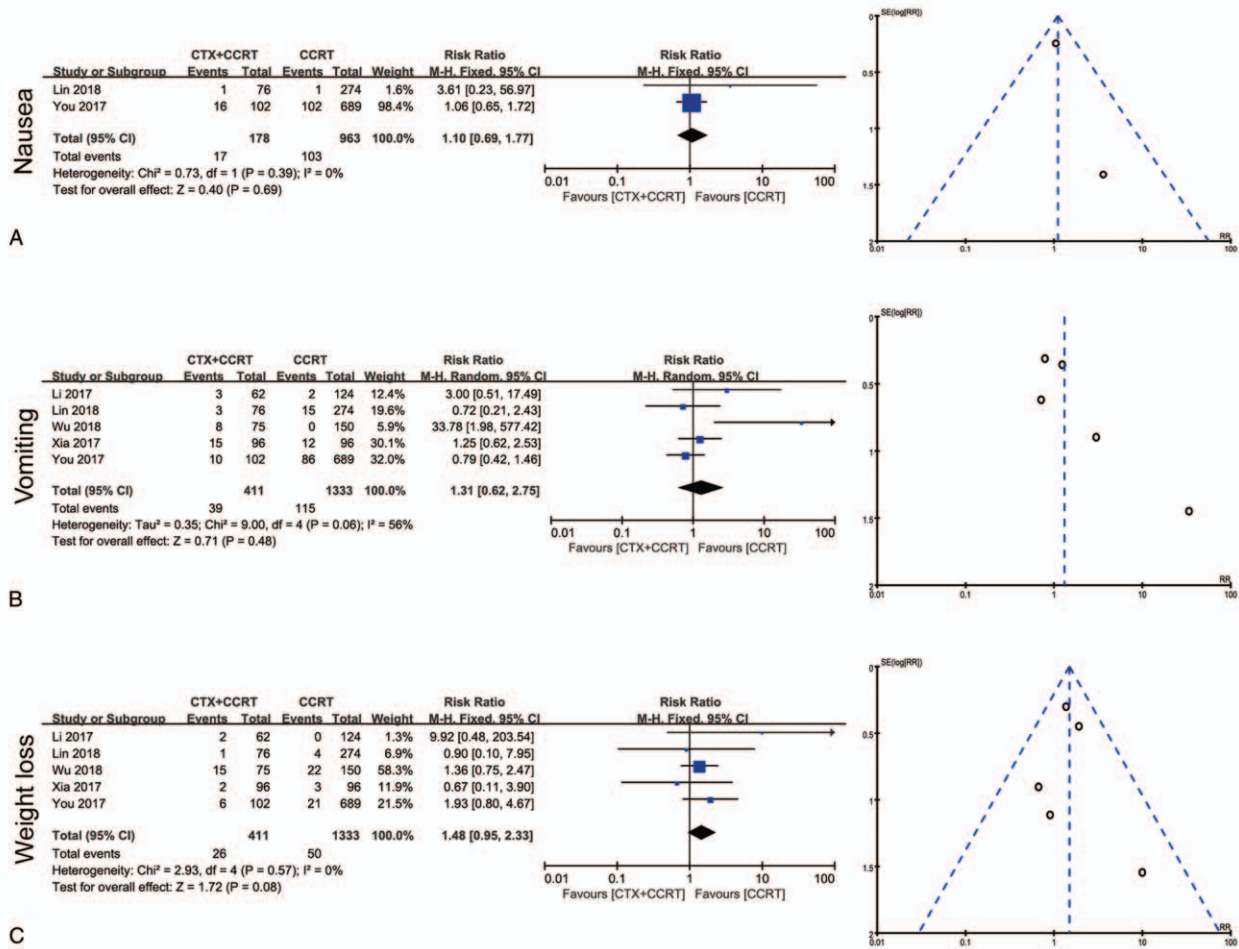 Nausea
CTX+CCRT CCRT Risk Ratio Risk Ratio
Study or Subgroup Events Total Events Total Weight M-H. Fixed. 95% CI M-H. Fixed. 95% CI
Lin 2018 1 76 1 274 1.6% 3.61 [0.23, 56.97]
You 2017 16 102 102 689 98.4% 1.06 [0.65, 1.72]
Total (95% CI) 178 963 100.0% 1.10 [0.69, 1.77]
Total events 17 103
Heterogeneity: Chi² = 0.73, df = 1 (P = 0.39); I² = 0%
Test for overall effect: Z = 0.40 (P = 0.69)
0.01 0.1 1 10 100
Favours [CTX+CCRT] Favours [CCRT]
SE(log[RR])
0
0.5
1
1.5
2
RR
0.01 0.1 1 10 100
A
Vomiting
CTX+CCRT CCRT Risk Ratio Risk Ratio
Study or Subgroup Events Total Events Total Weight M-H. Random. 95% CI M-H. Random. 95% CI
Li 2017 3 62 2 124 12.4% 3.00 [0.51, 17.49]
Lin 2018 3 76 15 274 19.6% 0.72 [0.21, 2.43]
Wu 2018 8 75 0 150 5.9% 33.78 [1.98, 577.42]
Xia 2017 15 96 12 96 30.1% 1.25 [0.62, 2.53]
You 2017 10 102 86 689 32.0% 0.79 [0.42, 1.46]
Total (95% CI) 411 1333 100.0% 1.31 [0.62, 2.75]
Total events 39 115
Heterogeneity: Tau² = 0.35; Chi² = 9.00, df = 4 (P = 0.06); I² = 56%
Test for overall effect: Z = 0.71 (P = 0.48)
0.01 0.1 1 10 100
Favours [CTX+CCRT] Favours [CCRT]
SE(log[RR])
0
0.5
1
1.5
2
RR
0.01 0.1 1 10 100
B
Weight loss
CTX+CCRT CCRT Risk Ratio Risk Ratio
Study or Subgroup Events Total Events Total Weight M-H. Fixed. 95% CI M-H. Fixed. 95% CI
Li 2017 2 62 0 124 1.3% 9.92 [0.48, 203.54]
Lin 2018 1 76 4 274 6.9% 0.90 [0.10, 7.95]
Wu 2018 15 75 22 150 58.3% 1.36 [0.75, 2.47]
Xia 2017 2 96 3 96 11.9% 0.67 [0.11, 3.90]
You 2017 6 102 21 689 21.5% 1.93 [0.80, 4.67]
Total (95% CI) 411 1333 100.0% 1.48 [0.95, 2.33]
Total events 26 50
Heterogeneity: Chi² = 2.93, df = 4 (P = 0.57); I² = 0%
Test for overall effect: Z = 1.72 (P = 0.08)
0.01 0.1 1 10 100
Favours [CTX+CCRT] Favours [CCRT]
SE(log[RR])
0
0.5
1
1.5
2
RR
0.01 0.1 1 10 100
C